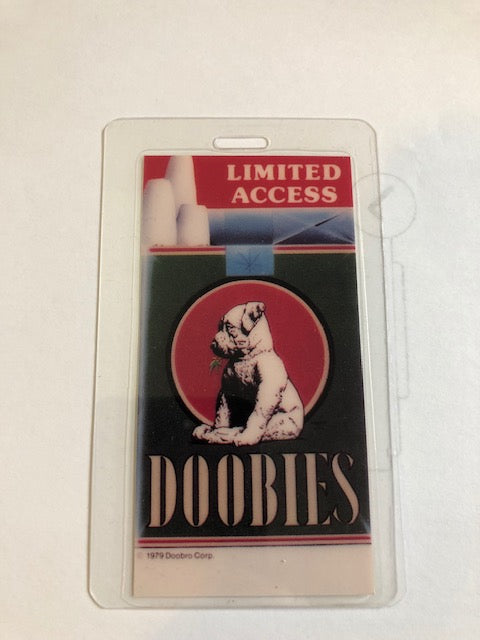 LIMITED
ACCESS
DOOBIES
© 1979 Doobro Corp.